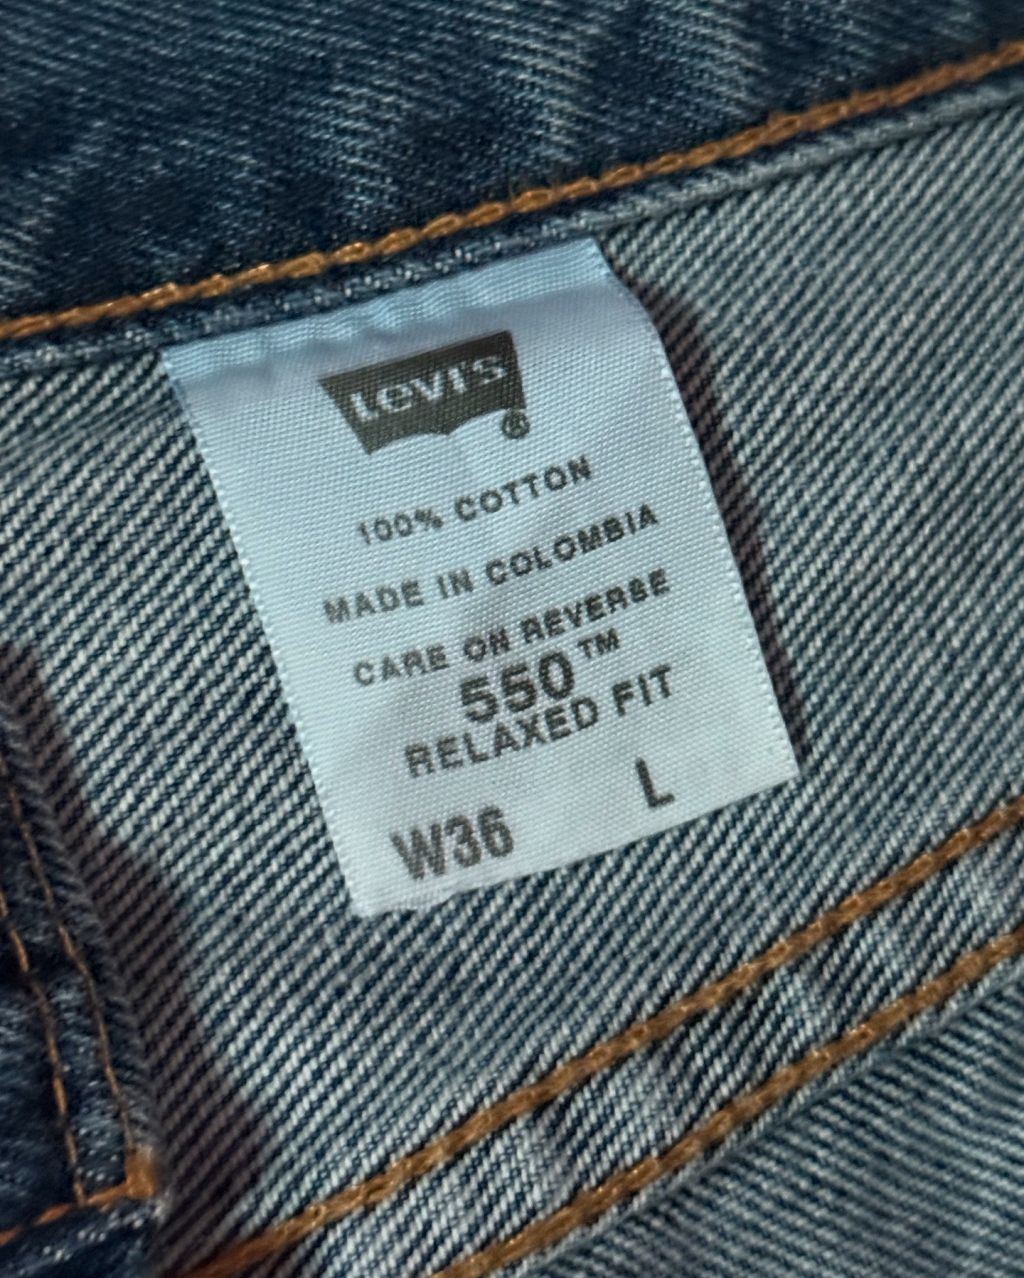 Levi's®
100% COTTON
MADE IN COLOMBIA
CARE ON REVERSE
550™
RELAXED FIT
W36 L